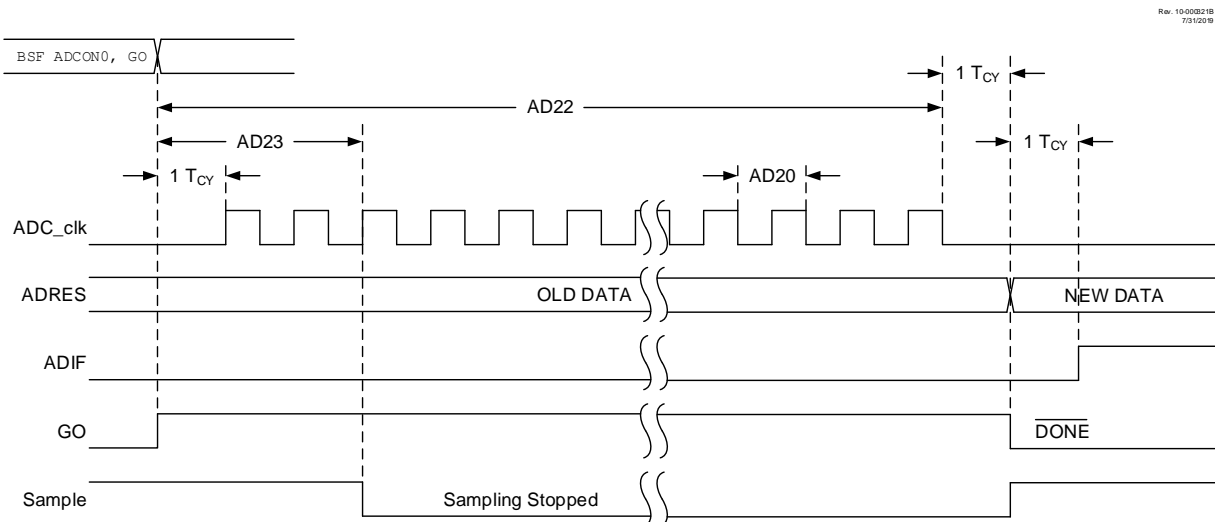 Rev. 10-000321B
7/31/2019
BSF ADCON0, GO
1 TCY
AD22
AD23
1 TCY
1 TCY
AD20
ADC_clk
ADRES
OLD DATA
NEW DATA
ADIF
GO
DONE
Sample
Sampling Stopped